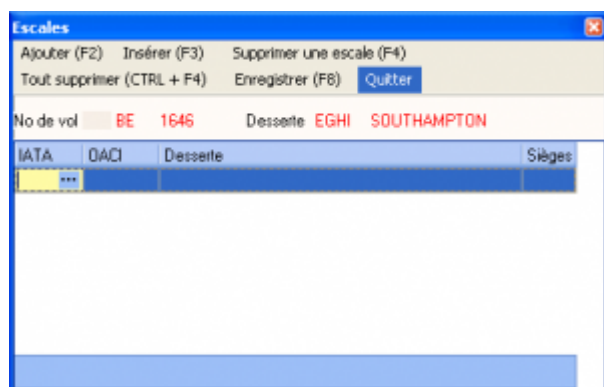 Escales
Ajouter (F2) Insérer (F3) Supprimer une escale (F4)
Tout supprimer (CTRL + F4) Enregistrer (F8) Quitter
No de vol BE 1646 Desserte EGHI SOUTHAMPTON
IATA OACI Desserte Sièges
...